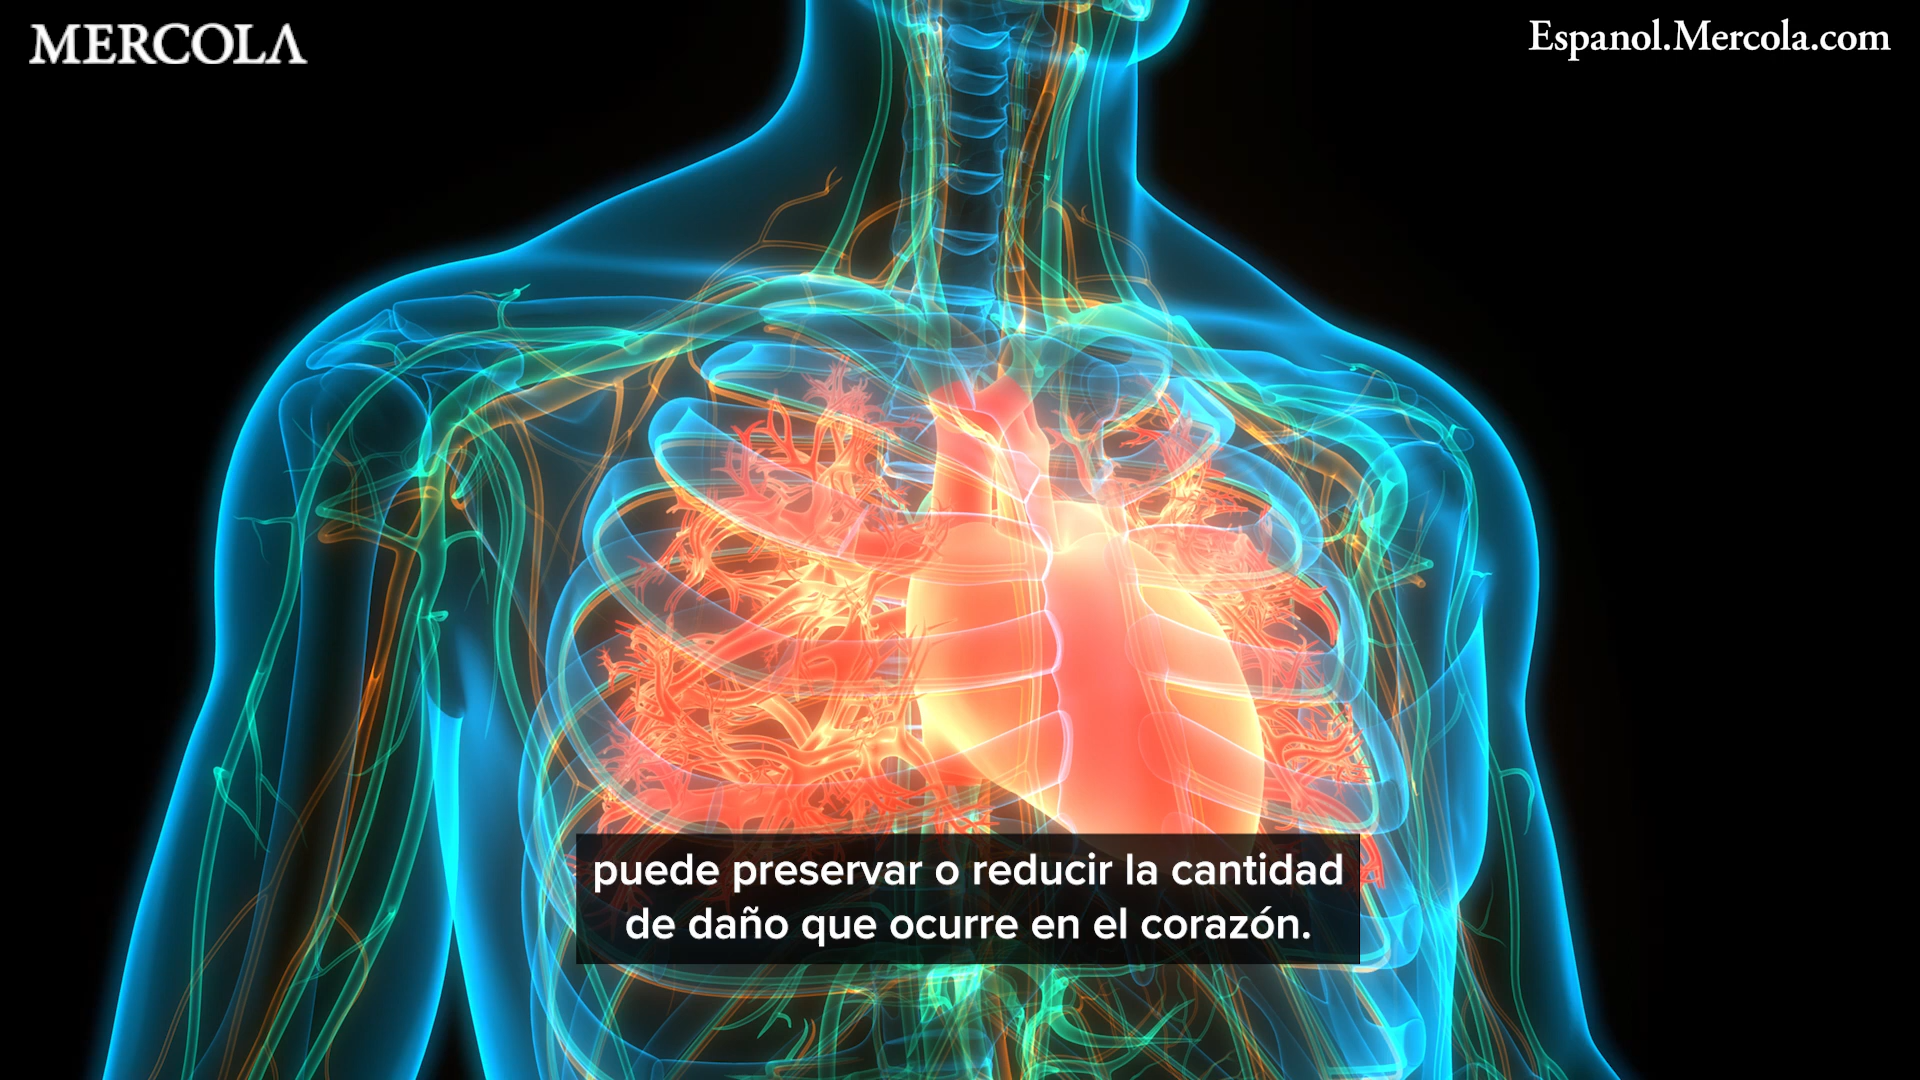 MERCOLA
Espanol.Mercola.com
puede preservar o reducir la cantidad
de daño que ocurre en el corazón.